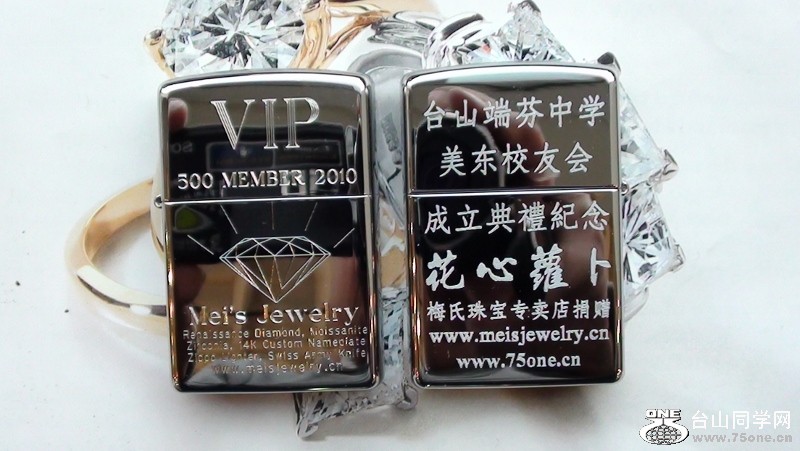 VIP
500 MEMBER 2010
Mei's Jewelry
Renaissance Diamond, Moissanite
Zirconia, 14k Custom Nameplate
Zippo Lighter, Swiss Army Knife
www.meisjewelry.cn
台山端芬中学
美东校友会
成立典禮紀念
花心蘿卜
梅氏珠宝专卖店捐赠
www.meisjewelry.cn
www.75one.cn
ONE
台山同学网
www.75one.cn